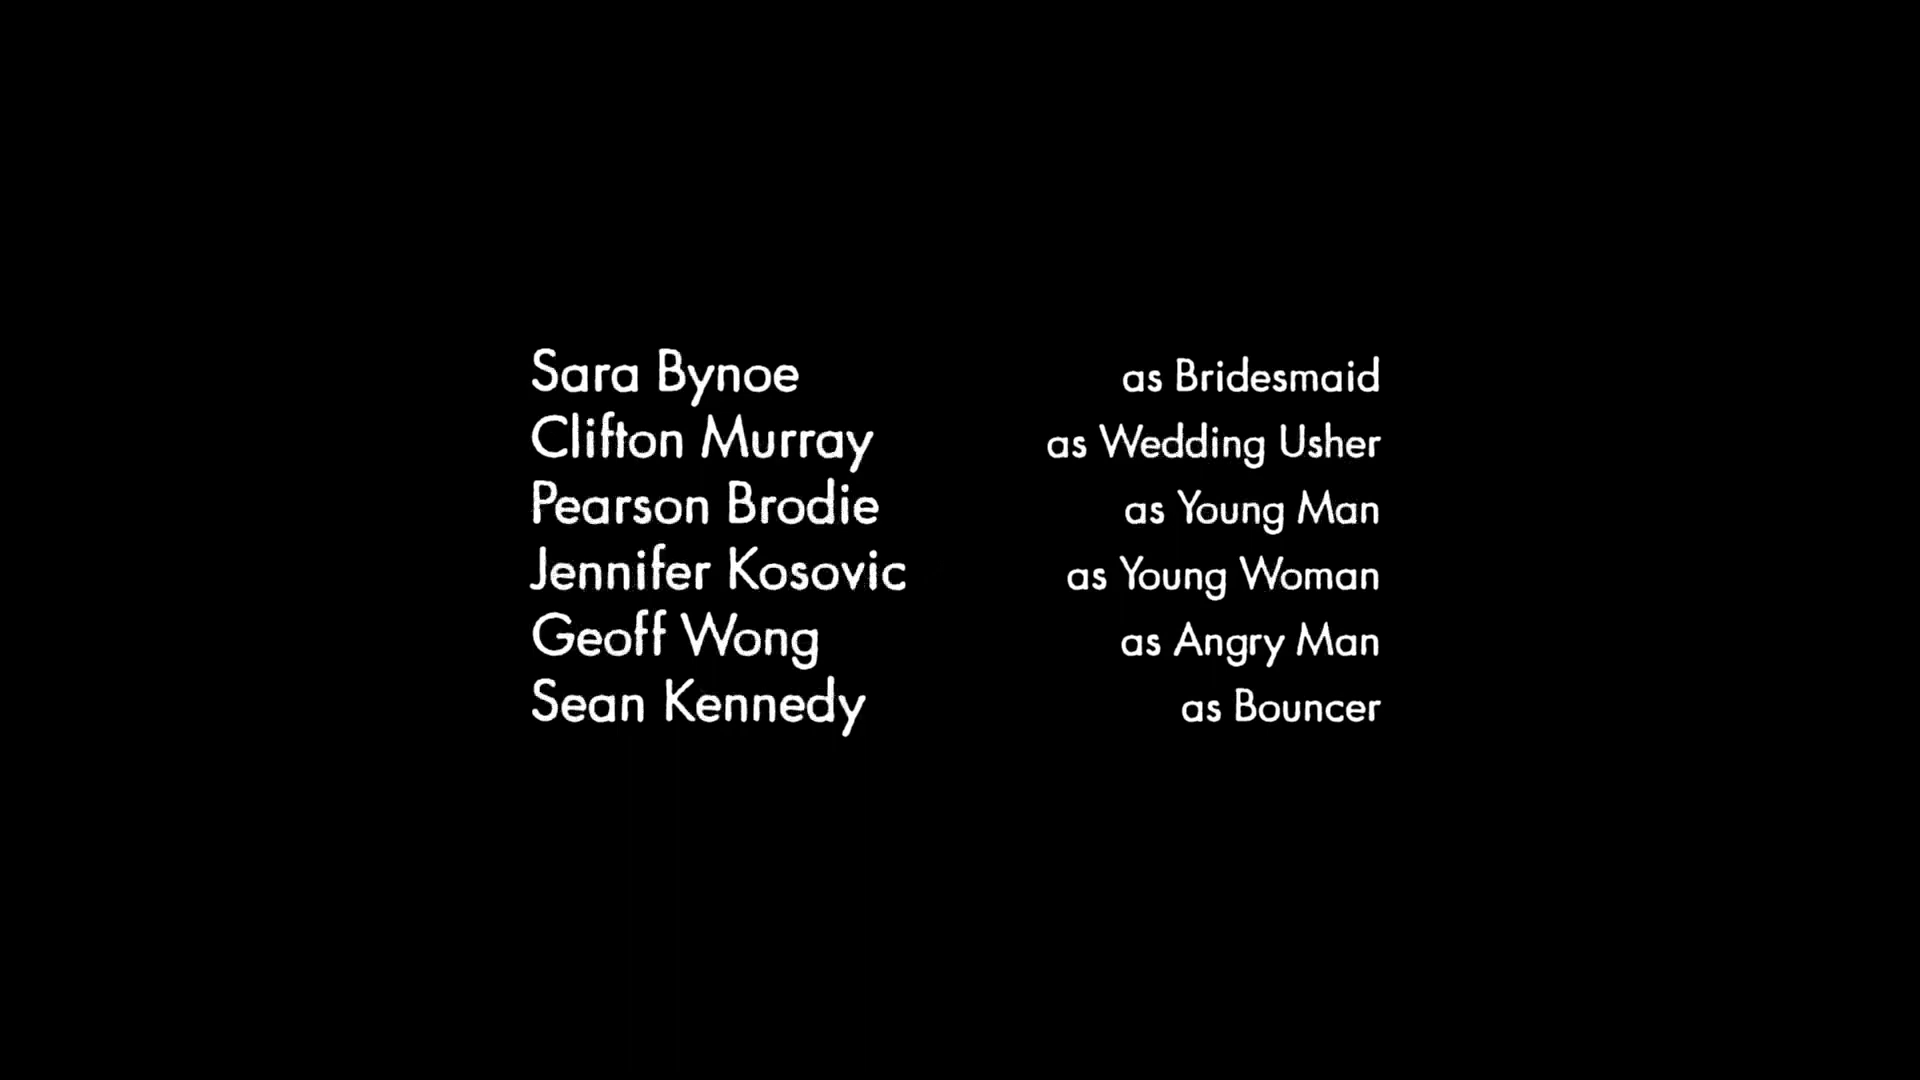 Sara Bynoe as Bridesmaid
Clifton Murray as Wedding Usher
Pearson Brodie as Young Man
Jennifer Kosovic as Young Woman
Geoff Wong as Angry Man
Sean Kennedy as Bouncer